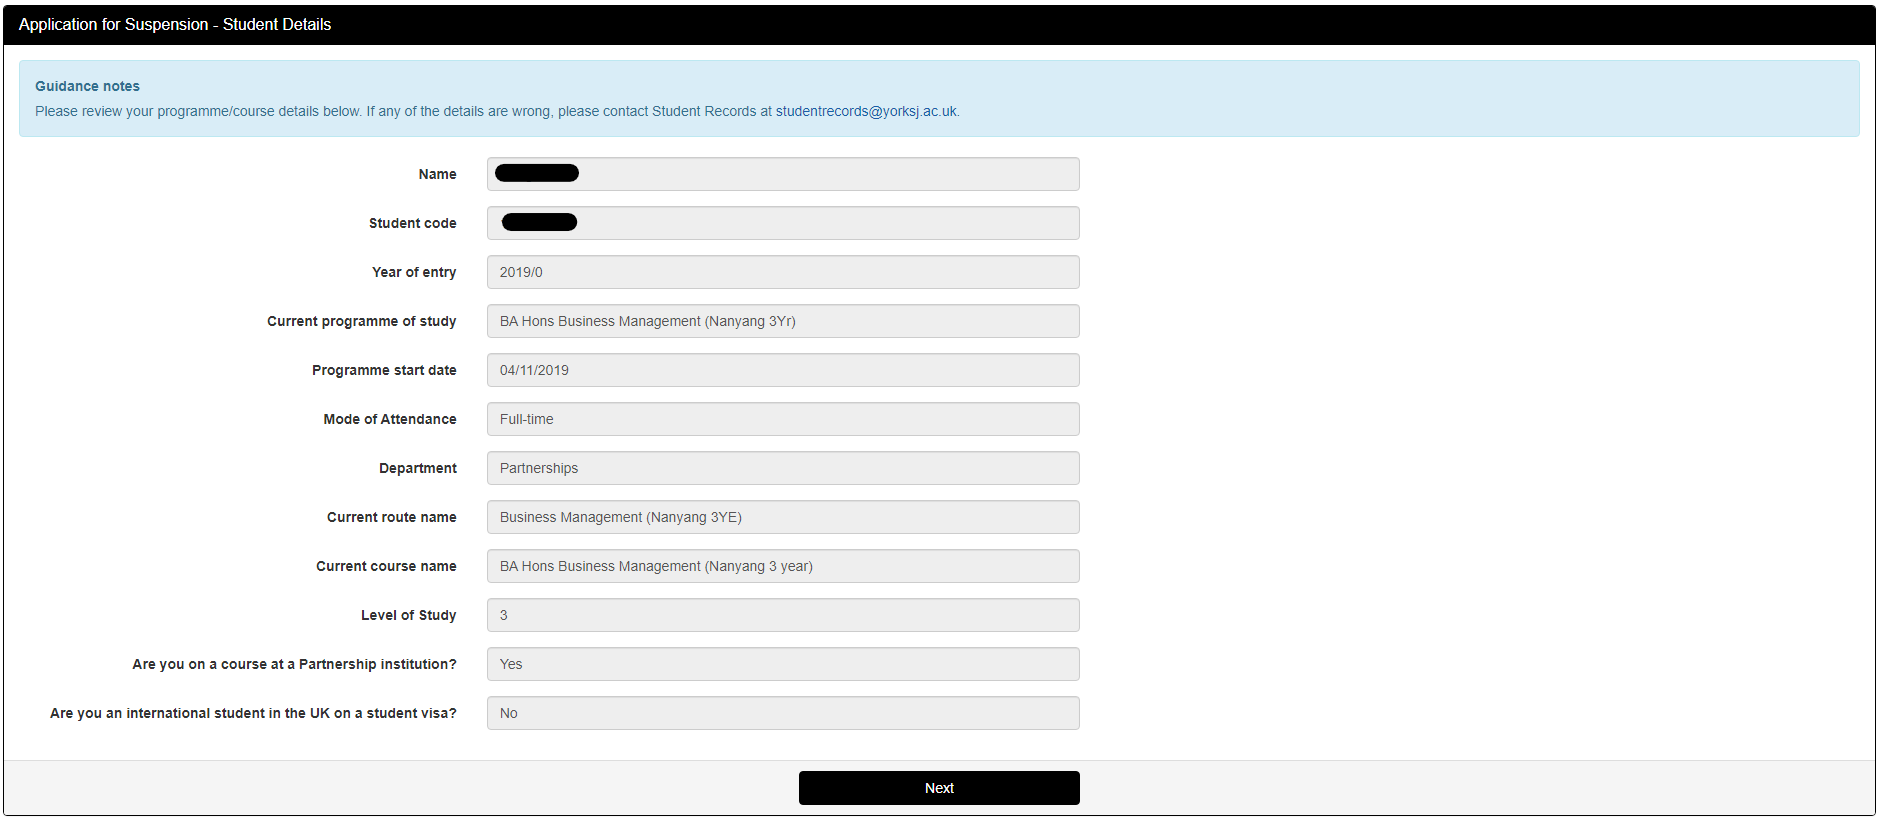 Application for Suspension - Student Details
Guidance notes
Please review your programme/course details below. If any of the details are wrong, please contact Student Records at studentrecords@yorksj.ac.uk.
Name
Student code
Year of entry 2019/0
Current programme of study BA Hons Business Management (Nanyang 3Yr)
Programme start date 04/11/2019
Mode of Attendance Full-time
Department Partnerships
Current route name Business Management (Nanyang 3YE)
Current course name BA Hons Business Management (Nanyang 3 year)
Level of Study 3
Are you on a course at a Partnership institution? Yes
Are you an international student in the UK on a student visa? No
Next